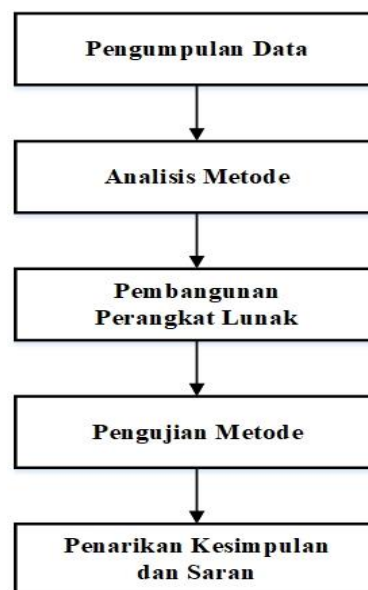 Pengumpulan Data
Analisis Metode
Pembangunan
Perangkat Lunak
Pengujian Metode
Penarikan Kesimpulan
dan Saran